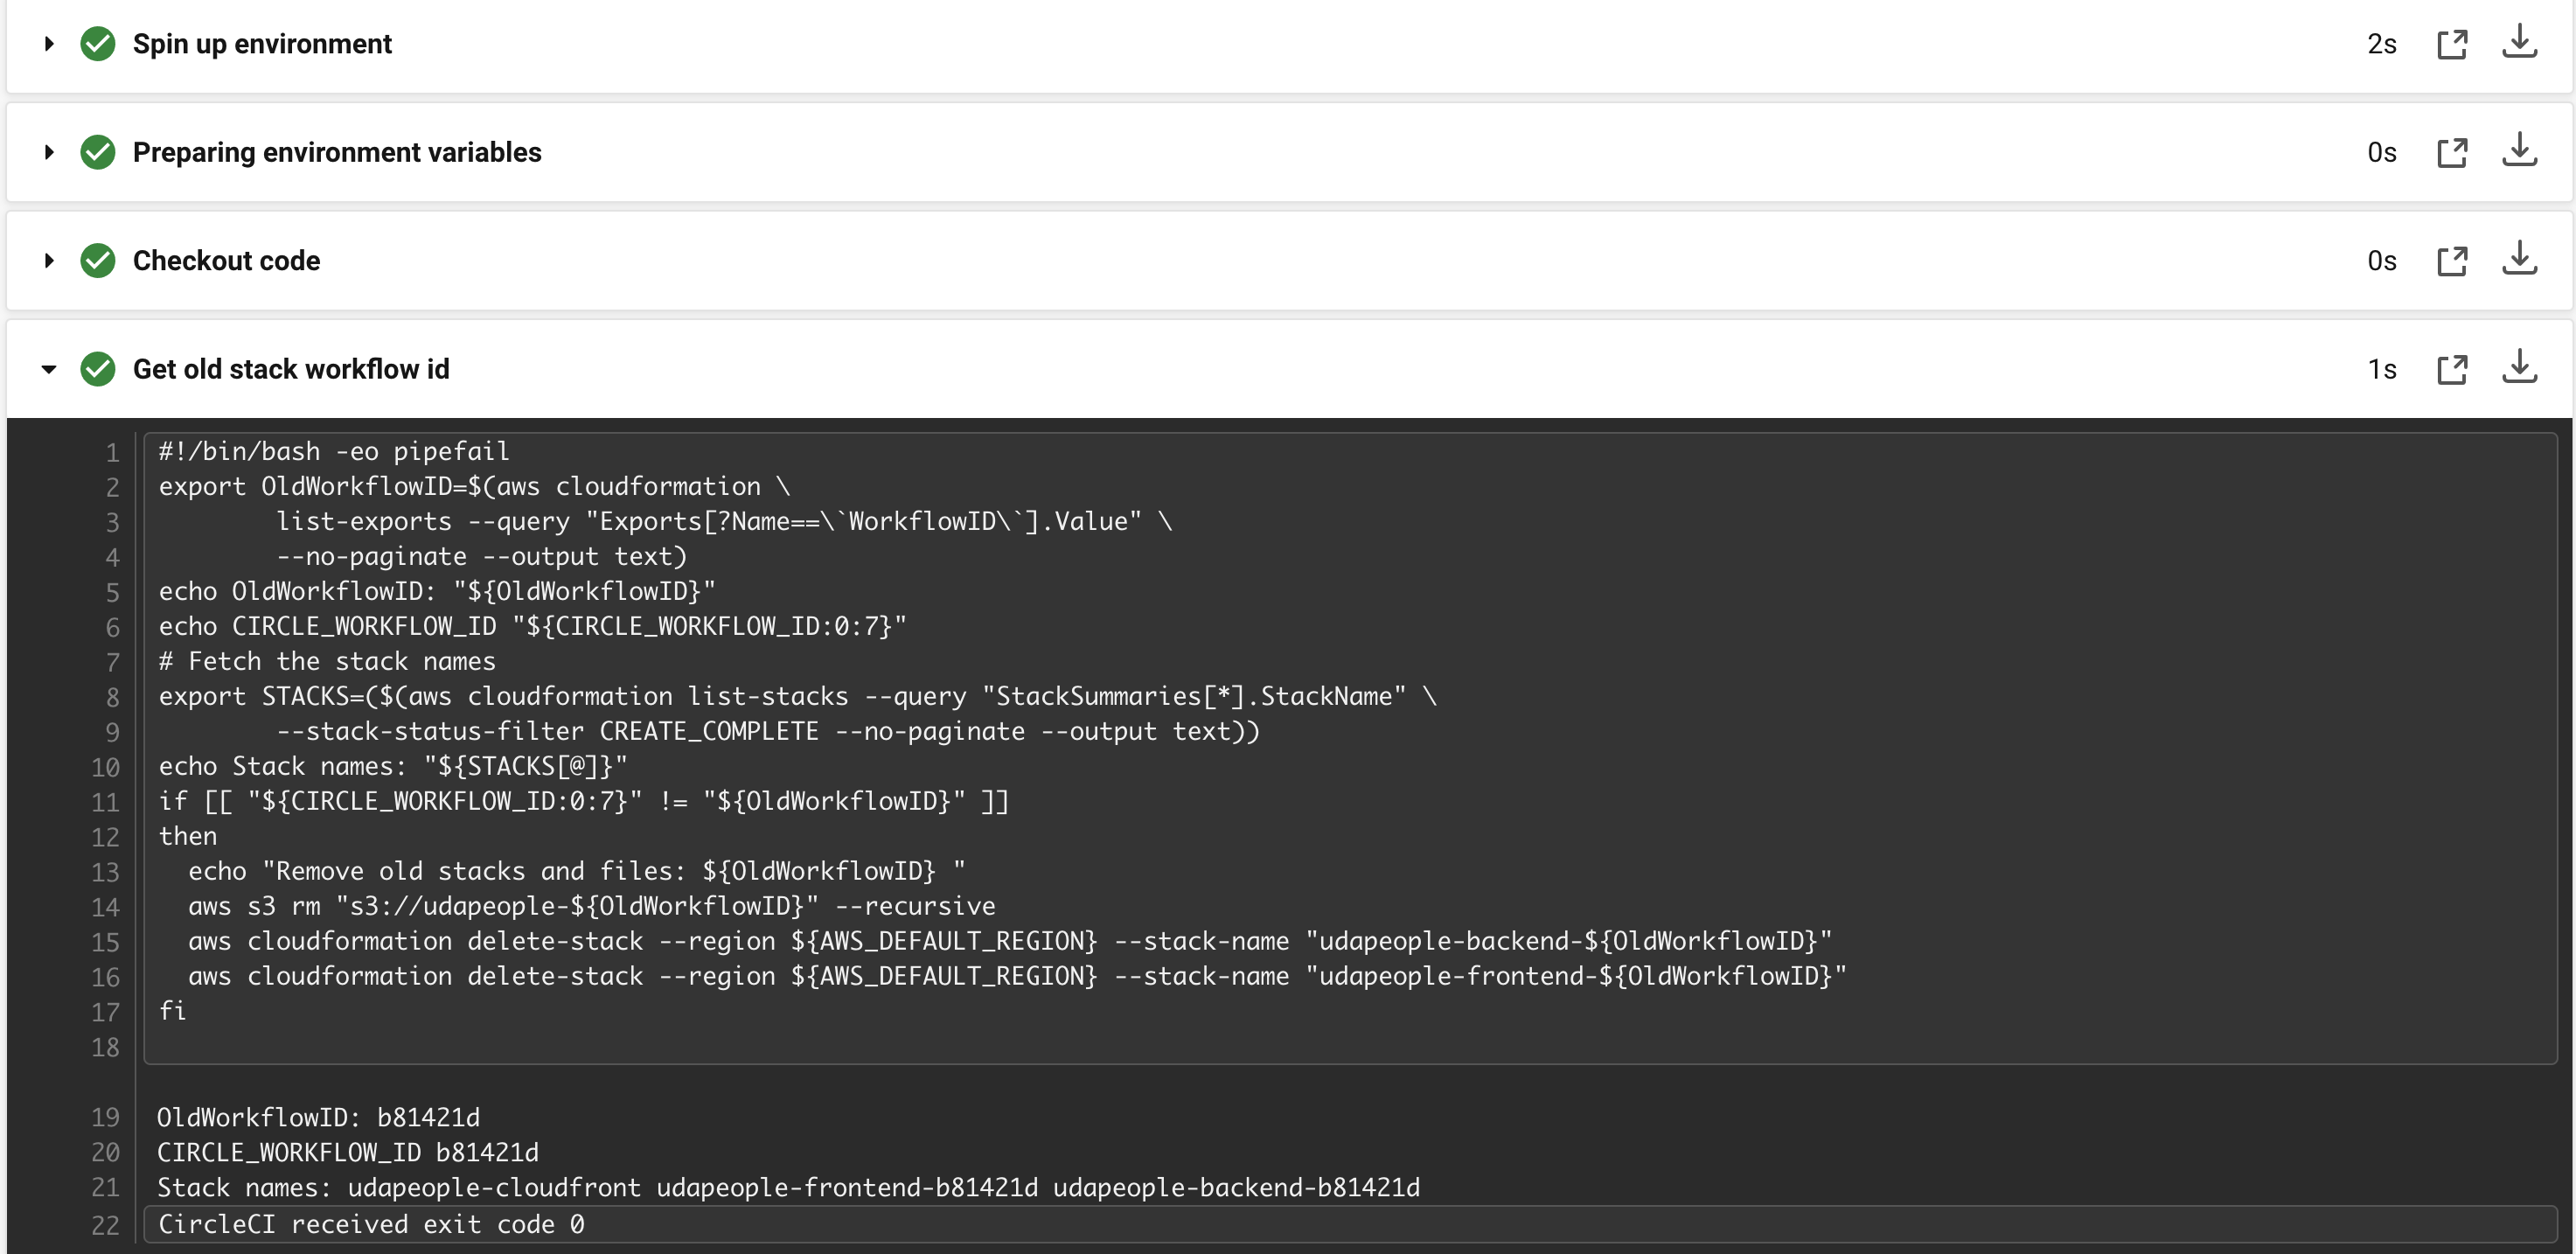 Spin up environment 2s
Preparing environment variables 0s
Checkout code 0s
Get old stack workflow id 1s
1 #!/bin/bash -eo pipefail
2 export OldWorkflowID=$(aws cloudformation \
3         list-exports --query "Exports[?Name==\`WorkflowID\`].Value" \
4         --no-paginate --output text)
5 echo OldWorkflowID: "${OldWorkflowID}"
6 echo CIRCLE_WORKFLOW_ID "${CIRCLE_WORKFLOW_ID:0:7}"
7 # Fetch the stack names
8 export STACKS=($(aws cloudformation list-stacks --query "StackSummaries[*].StackName" \
9         --stack-status-filter CREATE_COMPLETE --no-paginate --output text))
10 echo Stack names: "${STACKS[@]}"
11 if [[ "${CIRCLE_WORKFLOW_ID:0:7}" != "${OldWorkflowID}" ]]
12 then
13   echo "Remove old stacks and files: ${OldWorkflowID} "
14   aws s3 rm "s3://udapeople-${OldWorkflowID}" --recursive
15   aws cloudformation delete-stack --region ${AWS_DEFAULT_REGION} --stack-name "udapeople-backend-${OldWorkflowID}"
16   aws cloudformation delete-stack --region ${AWS_DEFAULT_REGION} --stack-name "udapeople-frontend-${OldWorkflowID}"
17 fi
18
19 OldWorkflowID: b81421d
20 CIRCLE_WORKFLOW_ID b81421d
21 Stack names: udapeople-cloudfront udapeople-frontend-b81421d udapeople-backend-b81421d
22 CircleCI received exit code 0